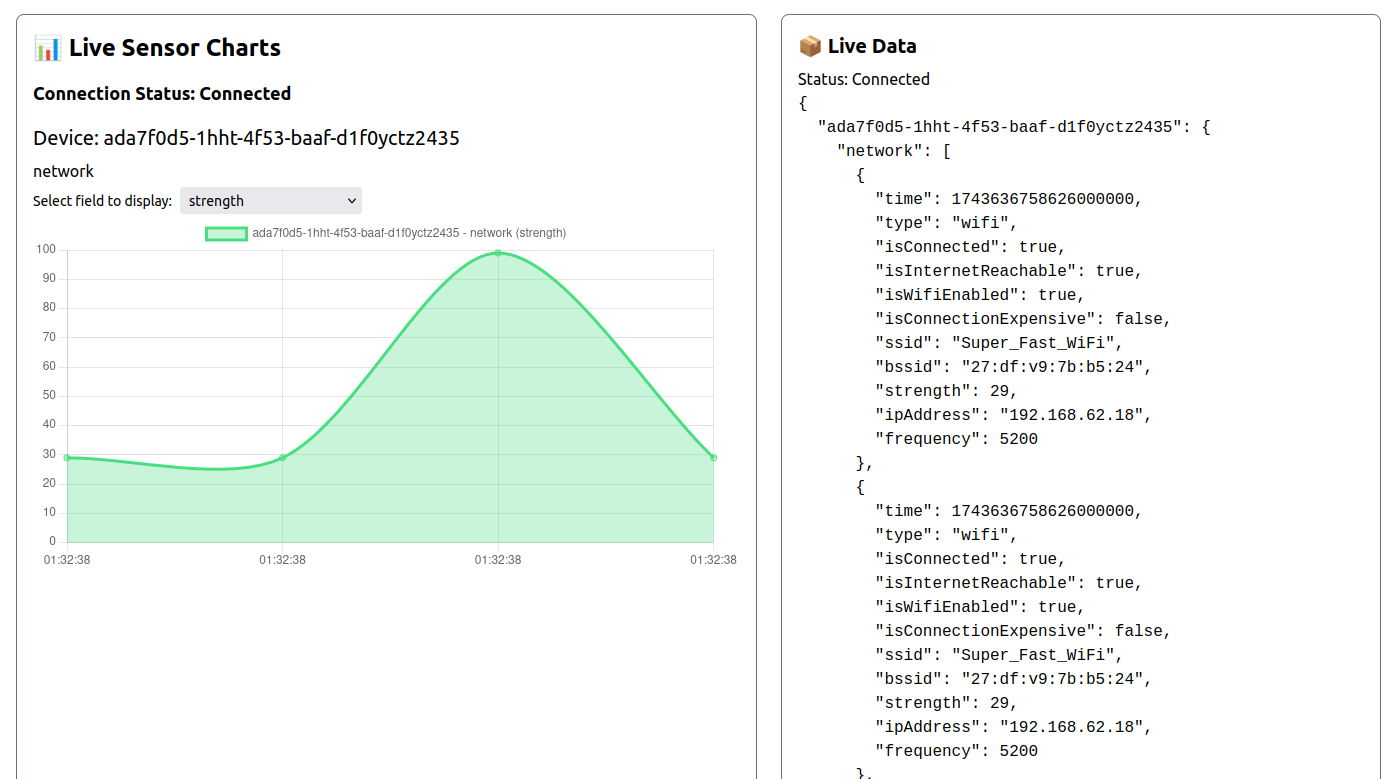 📊 Live Sensor Charts
Connection Status: Connected
Device: ada7f0d5-1hht-4f53-baaf-d1f0yctz2435
network
Select field to display: strength
ada7f0d5-1hht-4f53-baaf-d1f0yctz2435 - network (strength)
100
90
80
70
60
50
40
30
20
10
0
01:32:38 01:32:38 01:32:38 01:32:38
📦 Live Data
Status: Connected
{
"ada7f0d5-1hht-4f53-baaf-d1f0yctz2435": {
"network": [
{
"time": 1743636758626000000,
"type": "wifi",
"isConnected": true,
"isInternetReachable": true,
"isWifiEnabled": true,
"isConnectionExpensive": false,
"ssid": "Super_Fast_WiFi",
"bssid": "27:df:v9:7b:b5:24",
"strength": 29,
"ipAddress": "192.168.62.18",
"frequency": 5200
},
{
"time": 1743636758626000000,
"type": "wifi",
"isConnected": true,
"isInternetReachable": true,
"isWifiEnabled": true,
"isConnectionExpensive": false,
"ssid": "Super_Fast_WiFi",
"bssid": "27:df:v9:7b:b5:24",
"strength": 29,
"ipAddress": "192.168.62.18",
"frequency": 5200
},